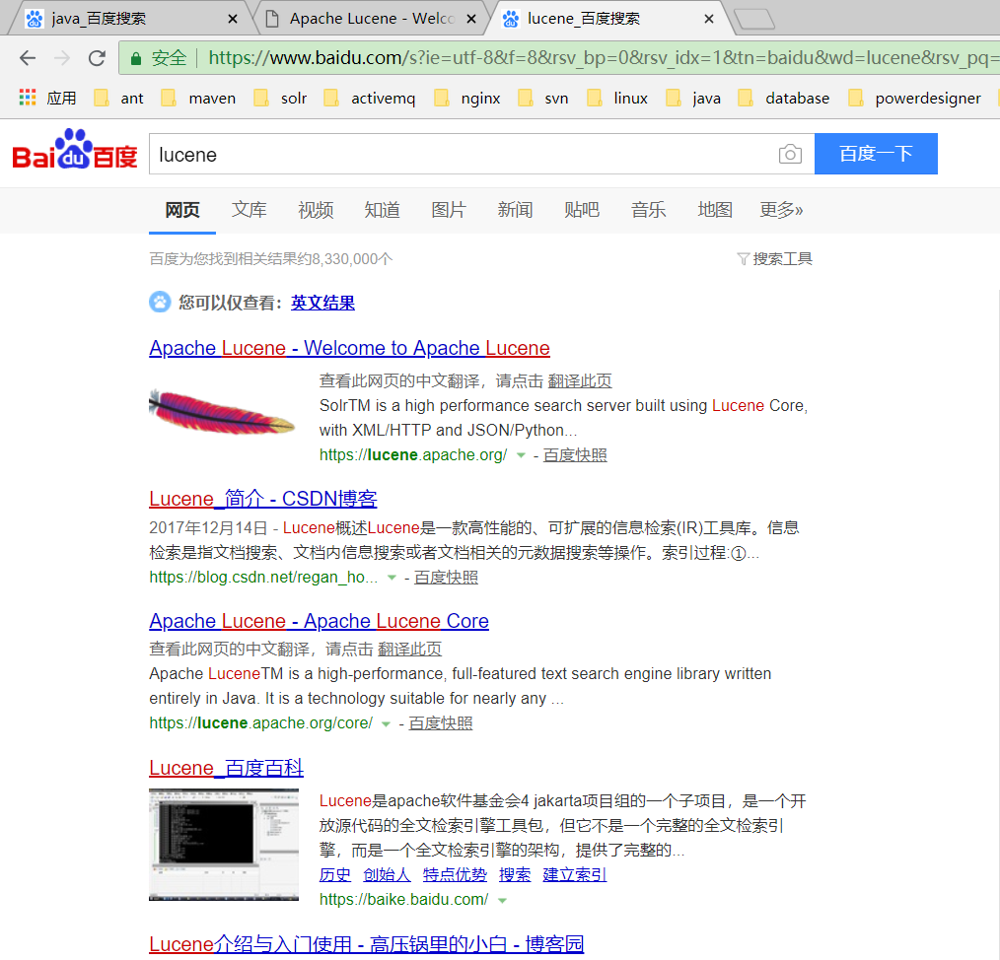 java_百度搜索
Apache Lucene - Welco
lucene_百度搜索
安全 https://www.baidu.com/s?ie=utf-8&f=8&rsv_bp=0&rsv_idx=1&tn=baidu&wd=lucene&rsv_pq=
应用 ant maven solr activemq nginx svn linux java database powerdesigner
Bai du 百度 lucene 百度一下
网页 文库 视频 知道 图片 新闻 贴吧 音乐 地图 更多»
百度为您找到相关结果约8,330,000个 搜索工具
您可以仅查看：英文结果
Apache Lucene - Welcome to Apache Lucene
查看此网页的中文翻译，请点击 翻译此页
SolrTM is a high performance search server built using Lucene Core,
with XML/HTTP and JSON/Python...
https://lucene.apache.org/ - 百度快照
Lucene_简介 - CSDN博客
2017年12月14日 - Lucene概述Lucene是一款高性能的、可扩展的信息检索(IR)工具库。信息
检索是指文档搜索、文档内信息搜索或者文档相关的元数据搜索等操作。索引过程:①...
https://blog.csdn.net/regan_ho... - 百度快照
Apache Lucene - Apache Lucene Core
查看此网页的中文翻译，请点击 翻译此页
Apache LuceneTM is a high-performance, full-featured text search engine library written
entirely in Java. It is a technology suitable for nearly any ...
https://lucene.apache.org/core/ - 百度快照
Lucene_百度百科
Lucene是apache软件基金会4 jakarta项目组的一个子项目，是一个开
放源代码的全文检索引擎工具包，但它不是一个完整的全文检索引
擎，而是一个全文检索引擎的架构，提供了完整的...
历史 创始人 特点优势 搜索 建立索引
https://baike.baidu.com/
Lucene介绍与入门使用 - 高压锅里的小白 - 博客园